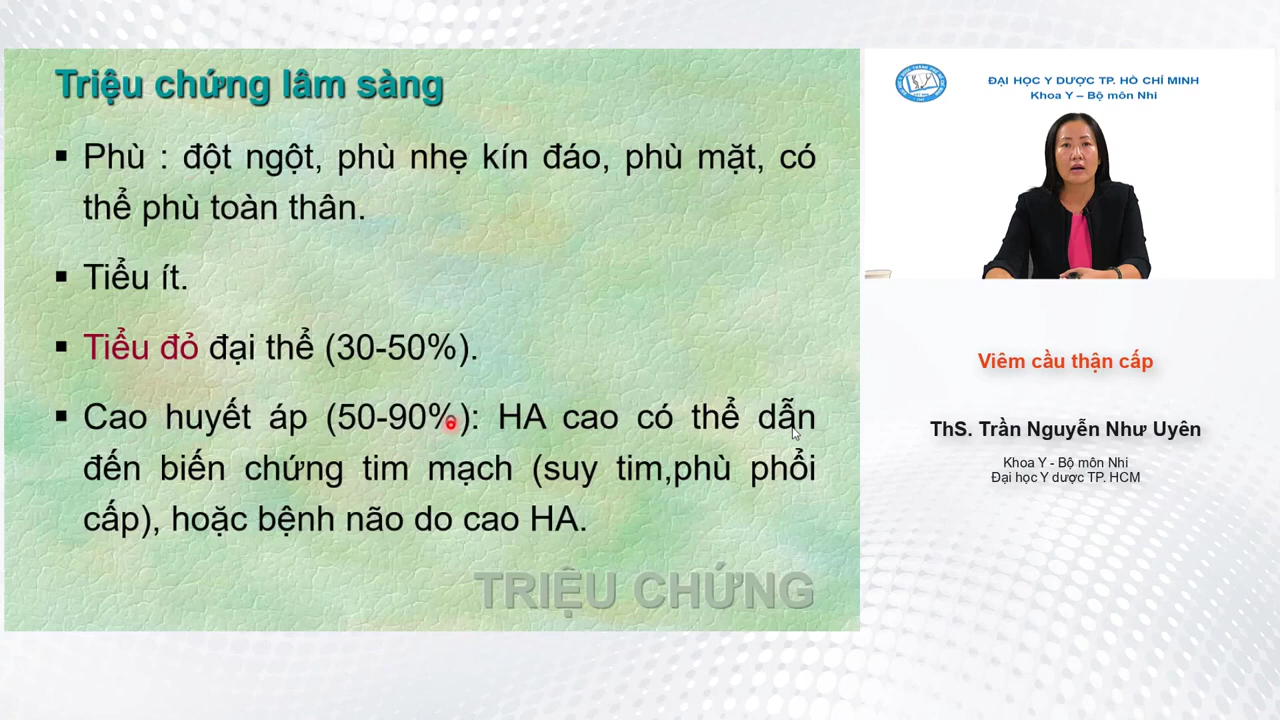 Triệu chứng lâm sàng
▪ Phù : đột ngột, phù nhẹ kín đáo, phù mặt, có
thể phù toàn thân.
▪ Tiểu ít.
▪ Tiểu đỏ đại thể (30-50%).
▪ Cao huyết áp (50-90%): HA cao có thể dẫn
đến biến chứng tim mạch (suy tim,phù phổi
cấp), hoặc bệnh não do cao HA.
TRIỆU CHỨNG
ĐẠI HỌC Y DƯỢC TP. HỒ CHÍ MINH
Khoa Y – Bộ môn Nhi
Viêm cầu thận cấp
ThS. Trần Nguyễn Như Uyên
Khoa Y - Bộ môn Nhi
Đại học Y dược TP. HCM